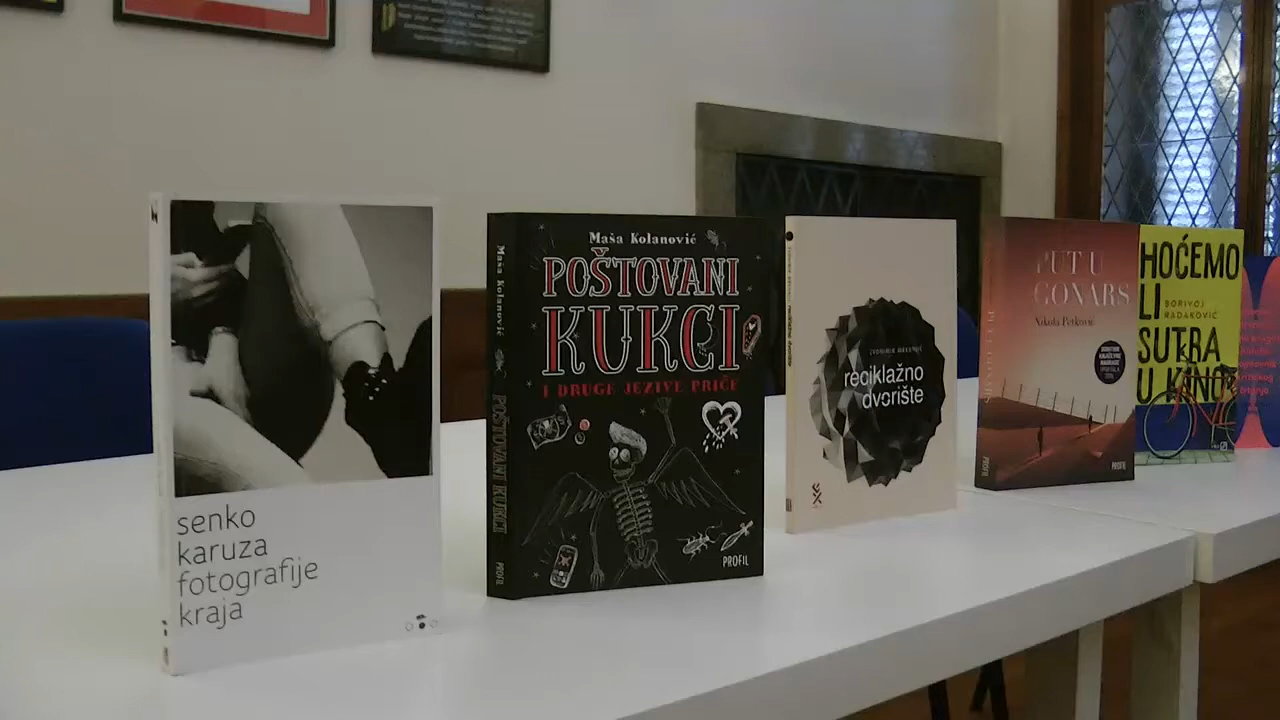 senko
karuza
fotografije
kraja
Maša Kolanović
POŠTOVANI
KUKCI
I DRUGE JEZIVE PRIČE
PROFIL
Maša Kolanović
POŠTOVANI KUKCI
PROFIL
reciklažno
dvorište
PUT U
GONARS
Nikola Petković
PROFIL
PROFIL
HOĆEMO
LI
BORIVOJ
RADAKOVIĆ
SUTRA
U KINO